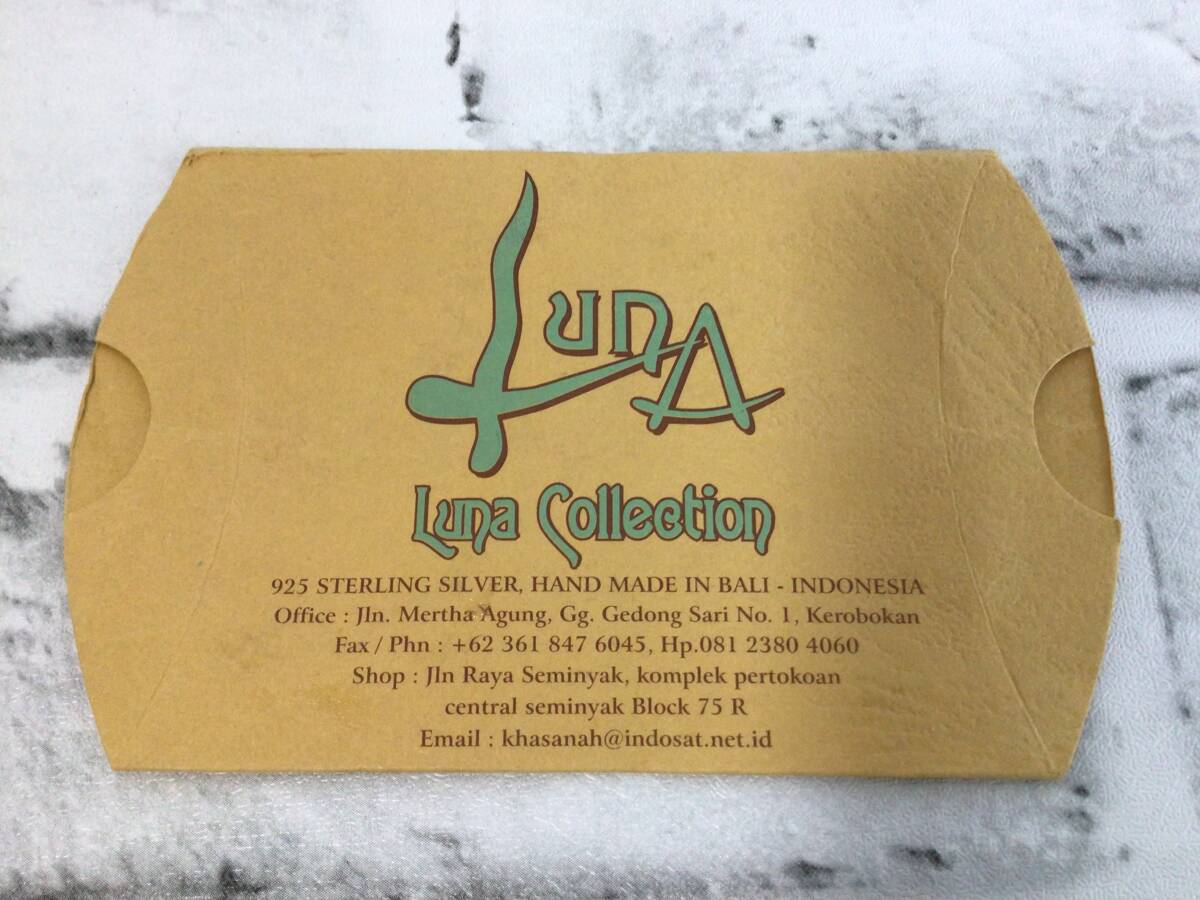 Luna
Luna Collection
925 STERLING SILVER, HAND MADE IN BALI - INDONESIA
Office : Jln. Mertha Agung, Gg. Gedong Sari No. 1, Kerobokan
Fax / Phn : +62 361 847 6045, Hp.081 2380 4060
Shop : Jln Raya Seminyak, komplek pertokoan
central seminyak Block 75 R
Email : khasanah@indosat.net.id